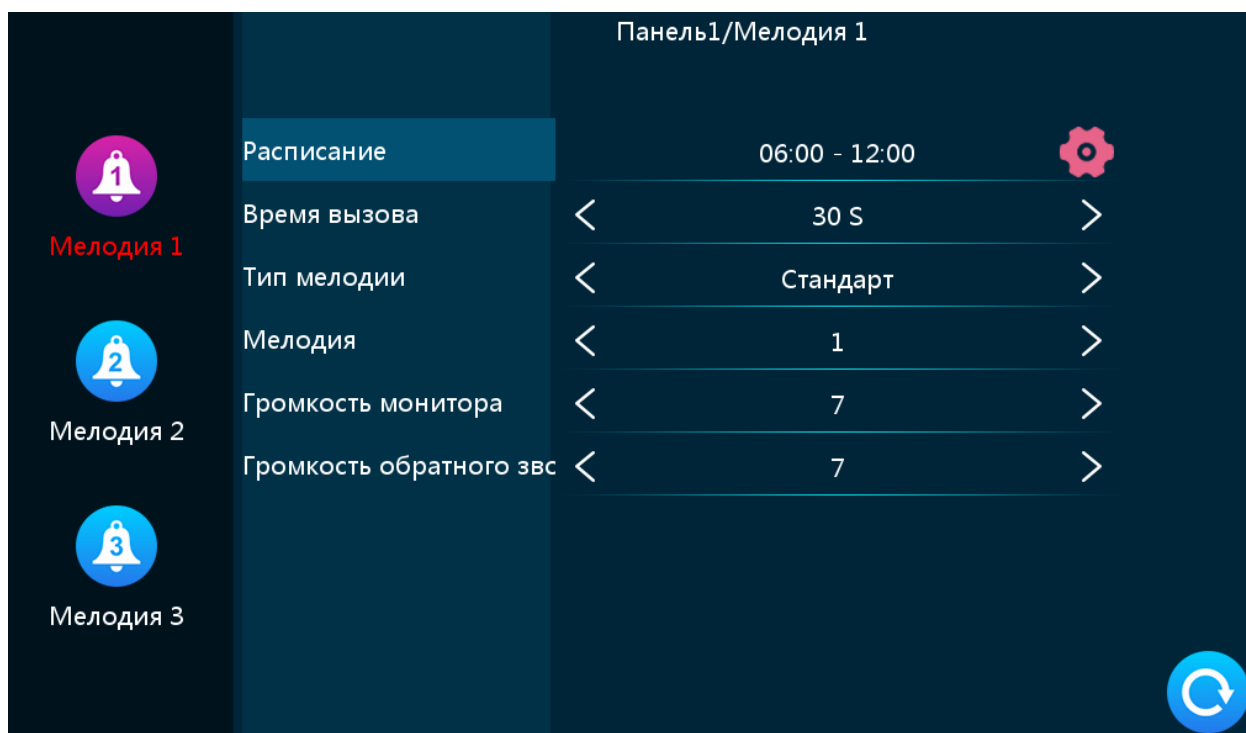 Панель1/Мелодия 1
1
Мелодия 1
2
Мелодия 2
3
Мелодия 3
Расписание 06:00 - 12:00
Время вызова 30 S
Тип мелодии Стандарт
Мелодия 1
Громкость монитора 7
Громкость обратного зво 7